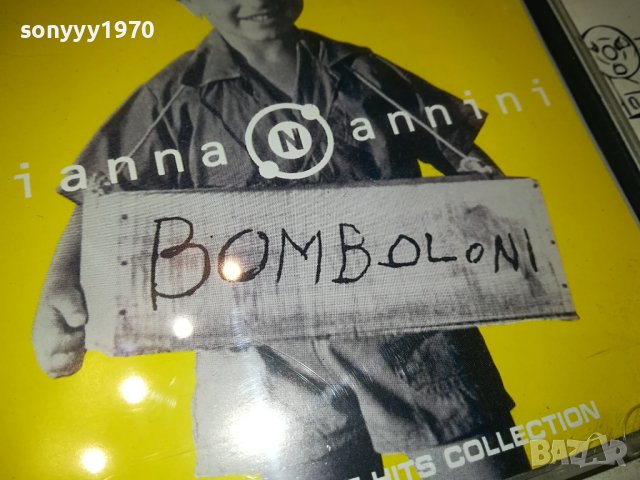 sonyyy1970
ianna N annini
BOMBOLONI
HITS COLLECTION
BAZAR